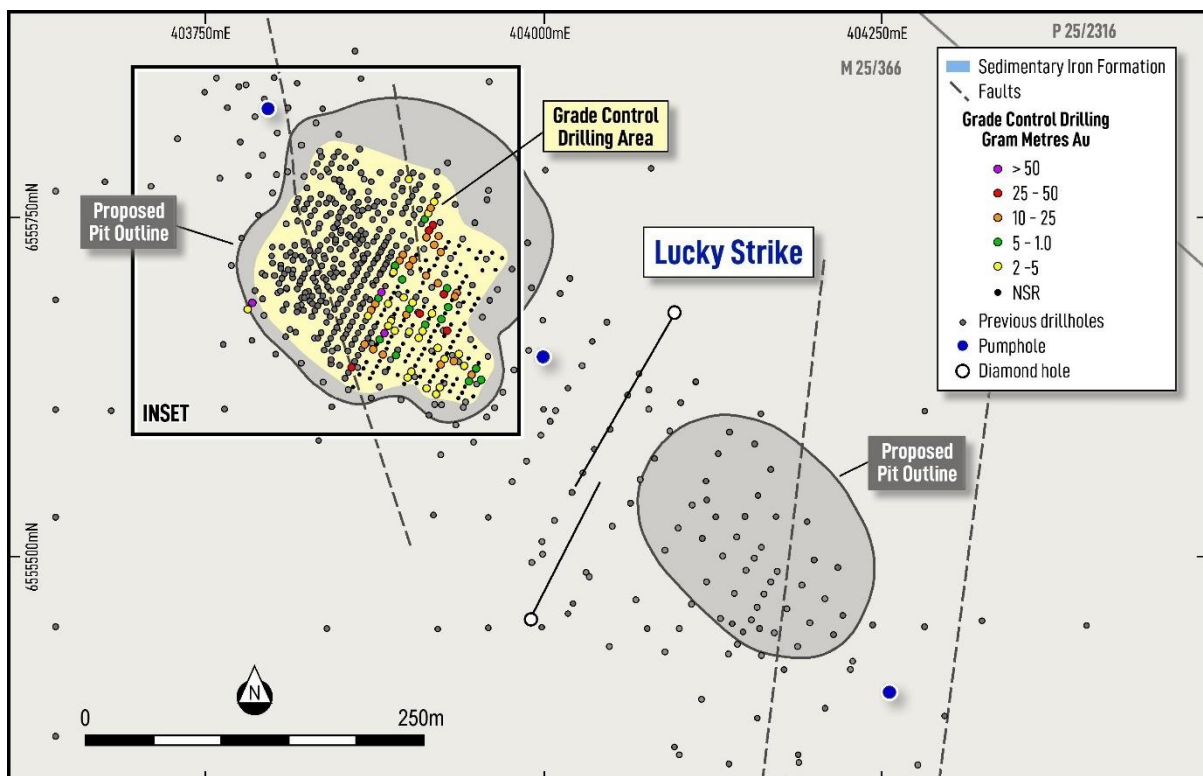 403750mE
404000mE
404250mE
P 25/2316
M 25/366
6555750mN
6555500mN
Grade Control
Drilling Area
Proposed
Pit Outline
INSET
Lucky Strike
Proposed
Pit Outline
Sedimentary Iron Formation
Faults
Grade Control Drilling
Gram Metres Au
> 50
25 - 50
10 - 25
5 - 1.0
2 -5
NSR
Previous drillholes
Pumphole
Diamond hole
N
0
250m